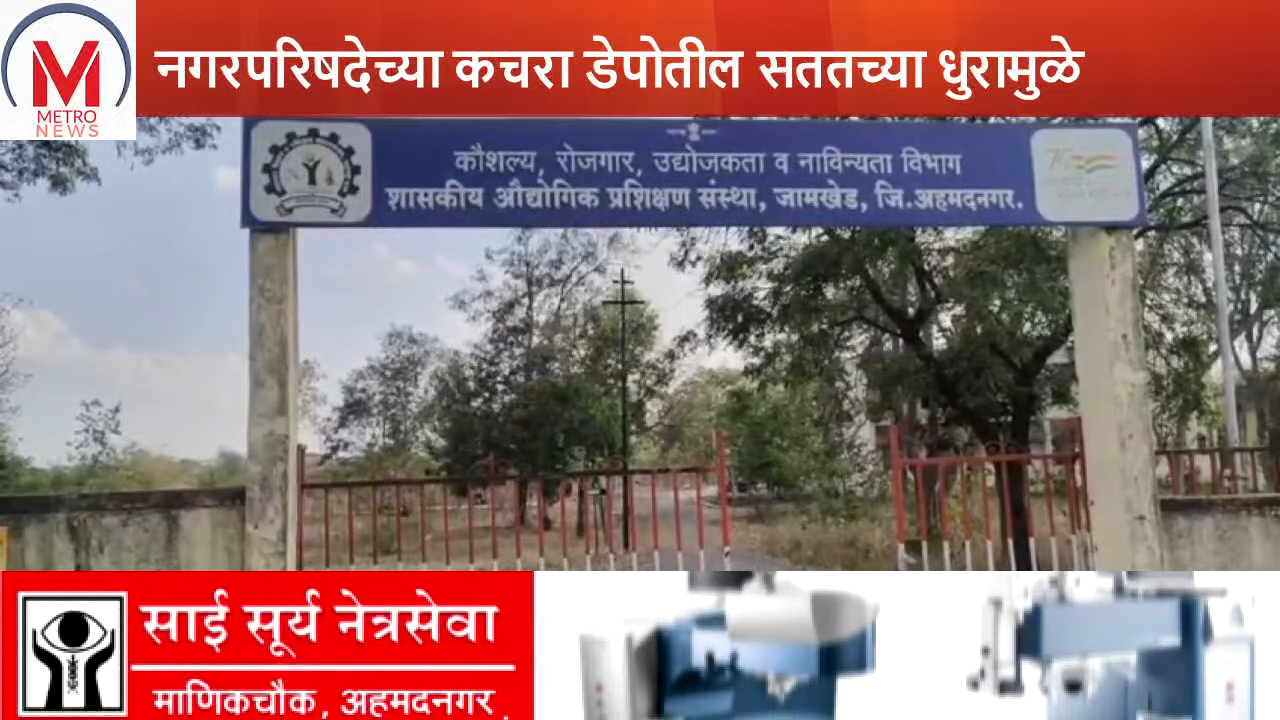 नगरपरिषदेच्या कचरा डेपोतील सततच्या धुरामुळे
METRO
NEWS
कौशल्य, रोजगार, उद्योजकता व नाविन्यता विभाग
शासकीय औद्योगिक प्रशिक्षण संस्था, जामखेड, जि.अहमदनगर.
साई सूर्य नेत्रसेवा
माणिकचौक, अहमदनगर.